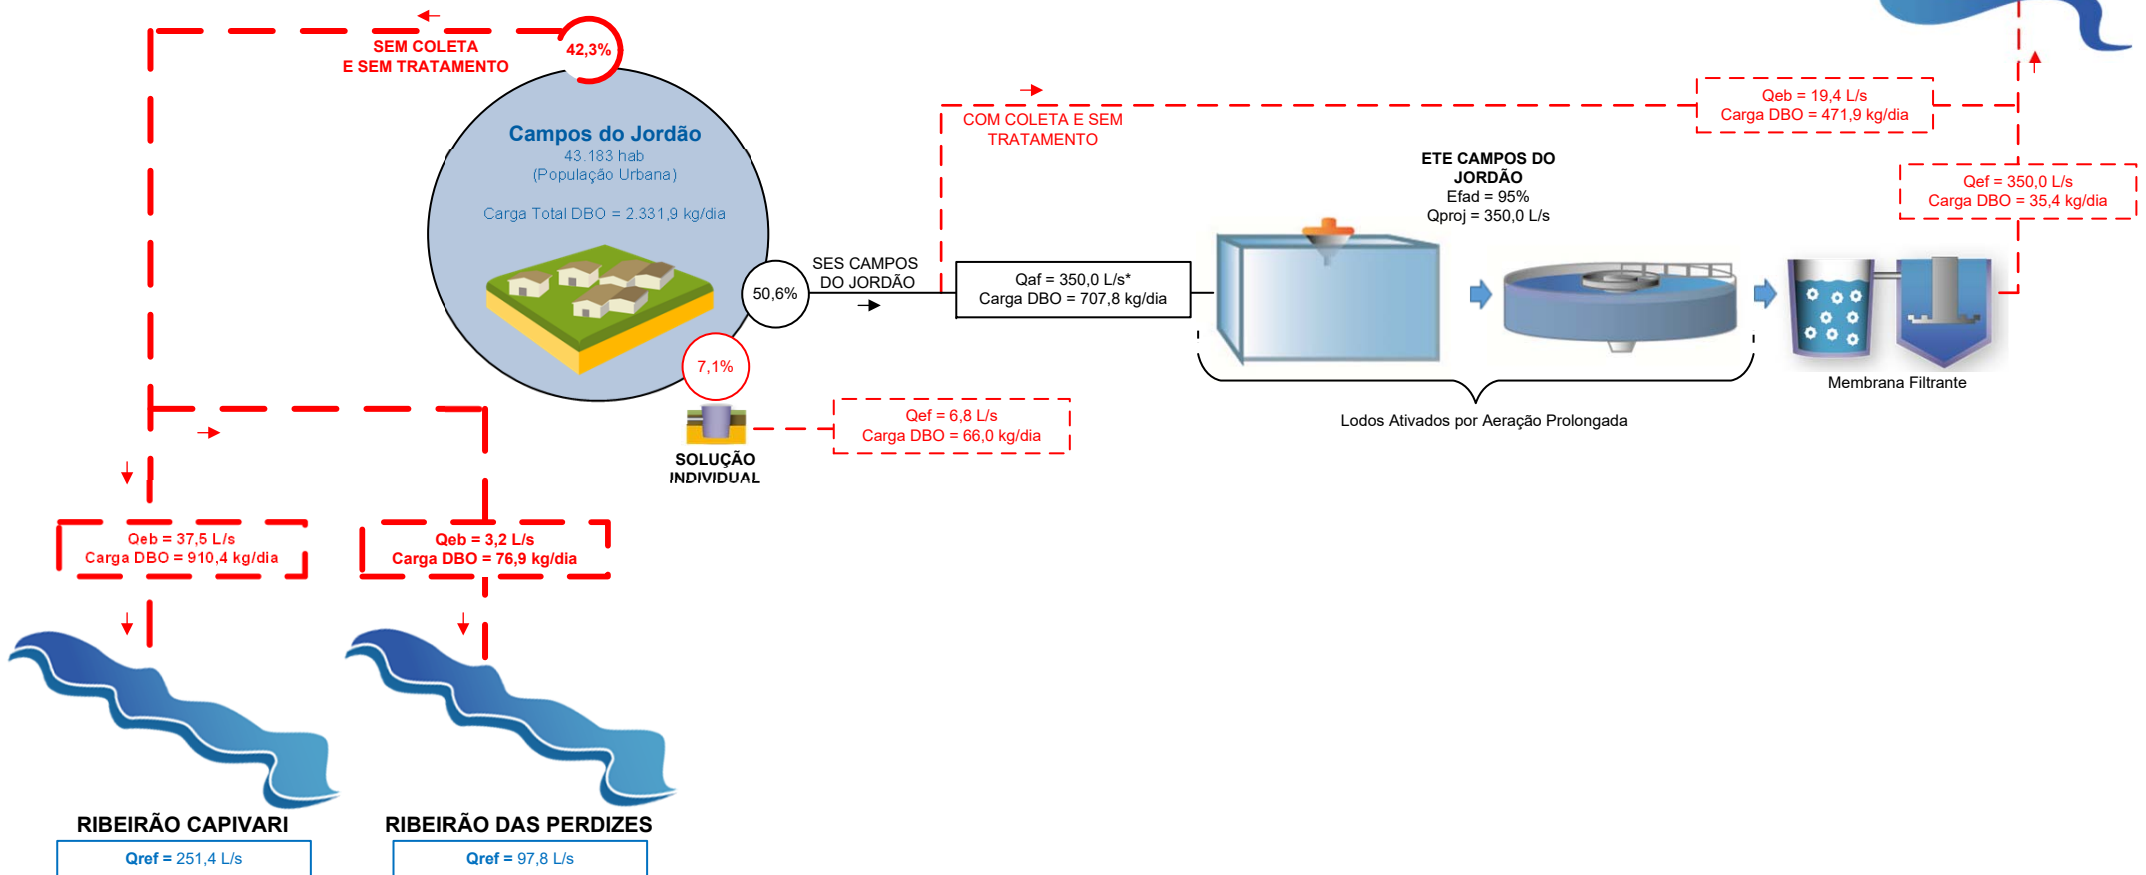 SEM COLETA
E SEM TRATAMENTO
42,3%
Campos do Jordão
43.183 hab
(População Urbana)
Carga Total DBO = 2.331,9 kg/dia
50,6%
7,1%
SES CAMPOS
DO JORDÃO
COM COLETA E SEM
TRATAMENTO
Qaf = 350,0 L/s*
Carga DBO = 707,8 kg/dia
ETE CAMPOS DO
JORDÃO
Efad = 95%
Qproj = 350,0 L/s
Qeb = 19,4 L/s
Carga DBO = 471,9 kg/dia
Qef = 350,0 L/s
Carga DBO = 35,4 kg/dia
Membrana Filtrante
Lodos Ativados por Aeração Prolongada
Qef = 6,8 L/s
Carga DBO = 66,0 kg/dia
SOLUÇÃO
INDIVIDUAL
Qeb = 37,5 L/s
Carga DBO = 910,4 kg/dia
Qeb = 3,2 L/s
Carga DBO = 76,9 kg/dia
RIBEIRÃO CAPIVARI
Qref = 251,4 L/s
RIBEIRÃO DAS PERDIZES
Qref = 97,8 L/s